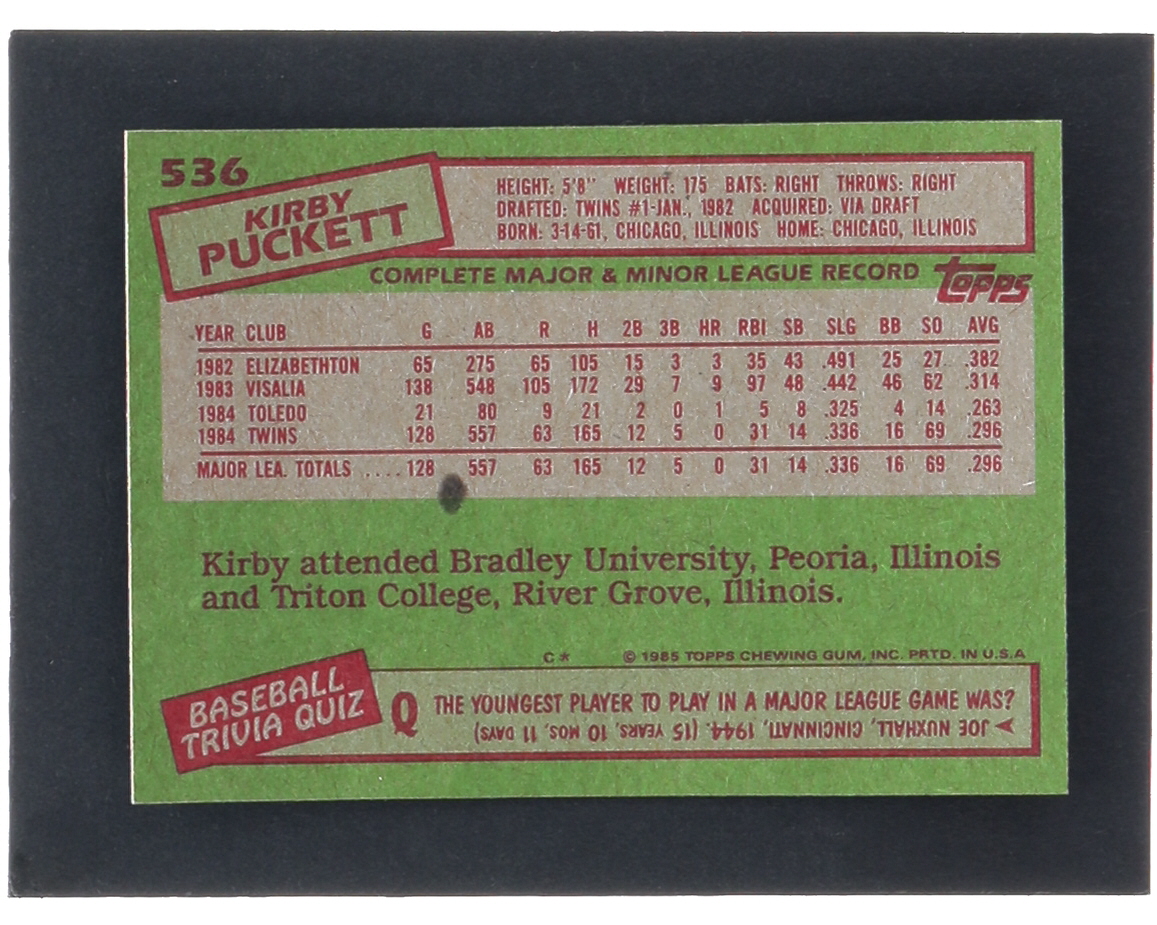 536
KIRBY
PUCKETT
HEIGHT: 5'8" WEIGHT: 175 BATS: RIGHT THROWS: RIGHT
DRAFTED: TWINS #1-JAN., 1982 ACQUIRED: VIA DRAFT
BORN: 3-14-61, CHICAGO, ILLINOIS HOME: CHICAGO, ILLINOIS
COMPLETE MAJOR & MINOR LEAGUE RECORD topps
YEAR CLUB G AB R H 2B 3B HR RBI SB SLG BB SO AVG
1982 ELIZABETHTON 65 275 65 105 15 3 3 35 43 .491 25 27 .382
1983 VISALIA 138 548 105 172 29 7 9 97 48 .442 46 62 .314
1984 TOLEDO 21 80 9 21 2 0 1 5 8 .325 4 14 .263
1984 TWINS 128 557 63 165 12 5 0 31 14 .336 16 69 .296
MAJOR LEA. TOTALS ....128 557 63 165 12 5 0 31 14 .336 16 69 .296
Kirby attended Bradley University, Peoria, Illinois
and Triton College, River Grove, Illinois.
C* © 1985 TOPPS CHEWING GUM, INC. PRTD. IN U.S.A
BASEBALL
TRIVIA QUIZ
Q THE YOUNGEST PLAYER TO PLAY IN A MAJOR LEAGUE GAME WAS?
JOE NUXHALL, CINCINNATI, 1944. (15 YEARS, 10 MOS, 11 DAYS)